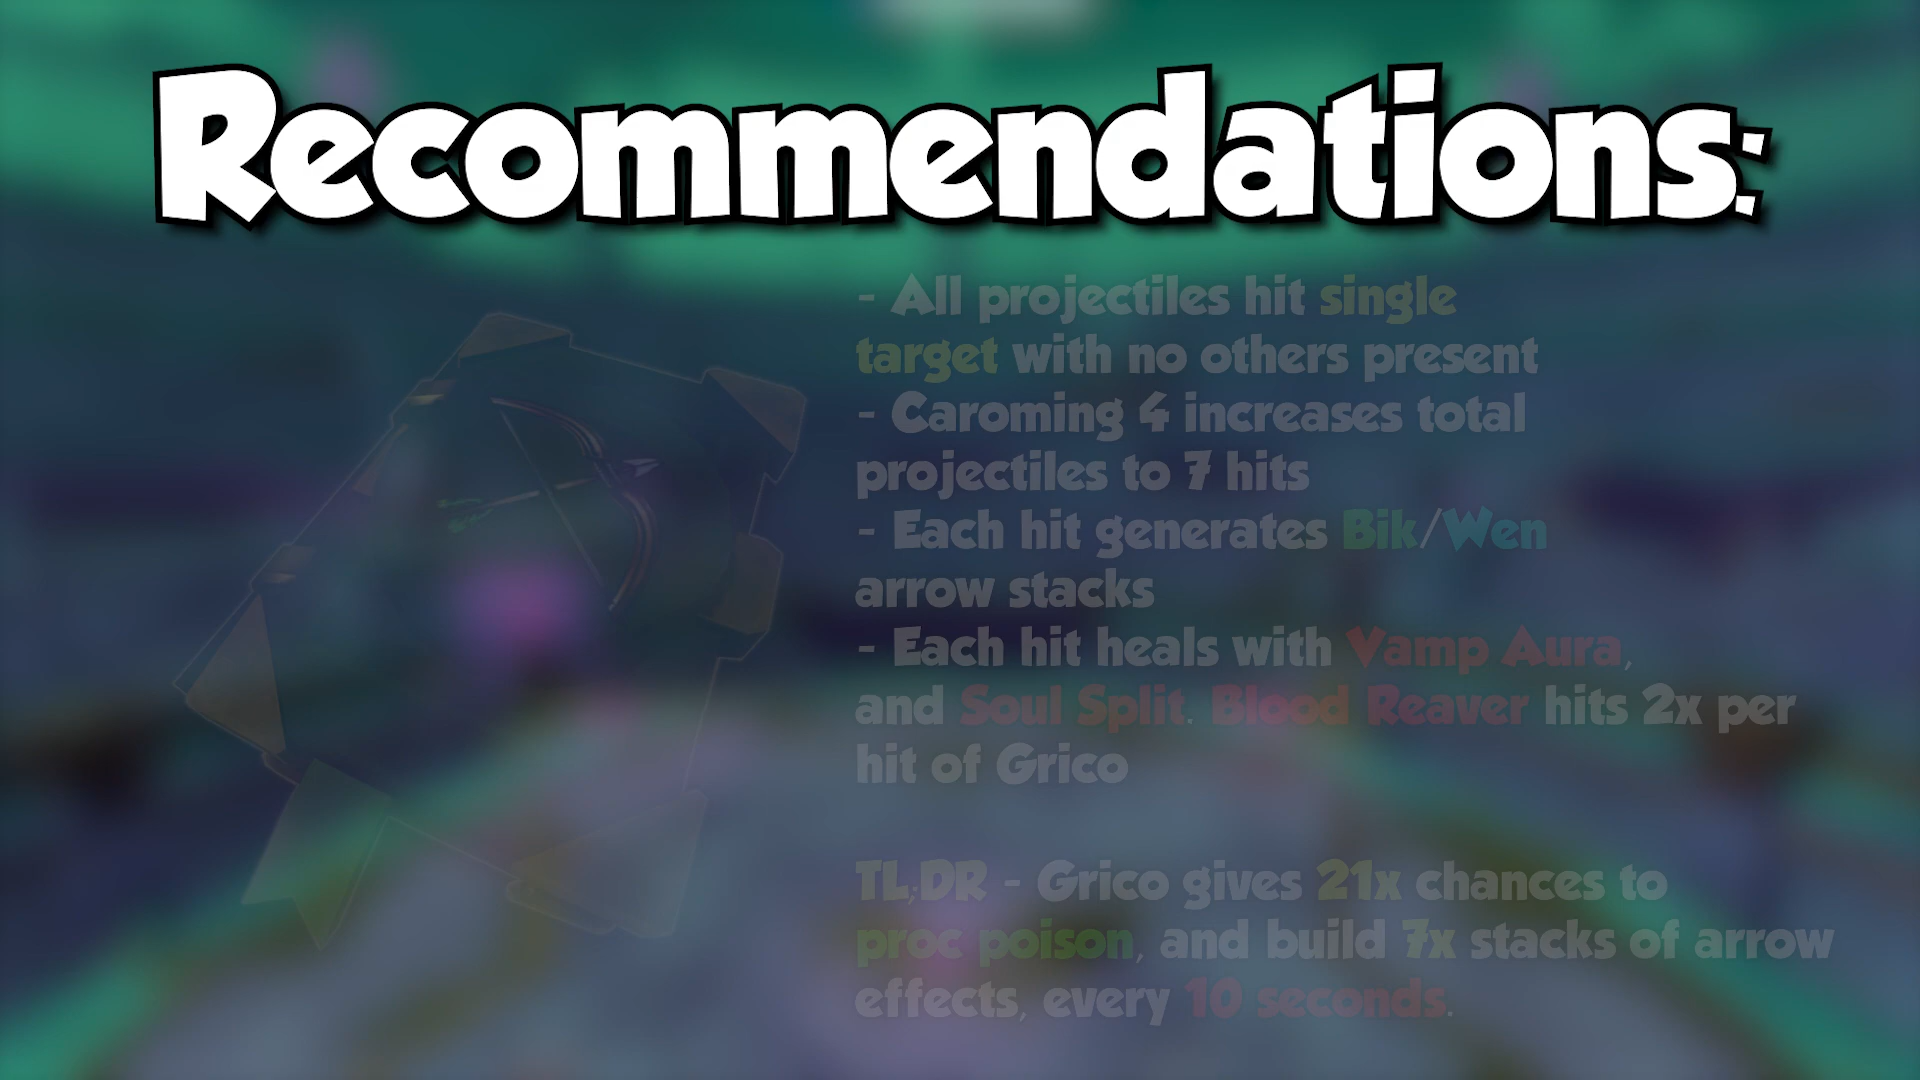 Recommendations:
- All projectiles hit single
target with no others present
- Caroming 4 increases total
projectiles to 7 hits
- Each hit generates Bik/Wen
arrow stacks
- Each hit heals with Vamp Aura,
and Soul Split. Blood Reaver hits 2x per
hit of Grico
TL;DR - Grico gives 21x chances to
proc poison, and build 7x stacks of arrow
effects, every 10 seconds.